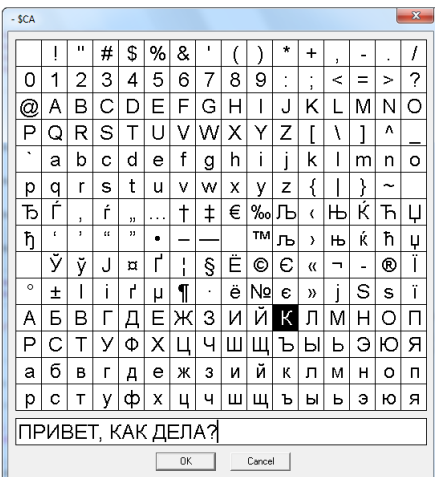 - $CA
! " # $ % & ' ( ) * + , - . /
0 1 2 3 4 5 6 7 8 9 : ; < = > ?
@ A B C D E F G H I J K L M N O
P Q R S T U V W X Y Z [ \ ] ^ _
` a b c d e f g h i j k l m n o
p q r s t u v w x y z { | } ~
Ђ Ѓ ‚ ѓ „ … † ‡ € ‰ Љ ‹ Њ Ќ Ћ Џ
ђ ‘ ’ “ ” • – — ™ љ › њ ќ ћ џ
Ў ў Ј ¤ Ґ ¦ § Ё © Є « ¬ - ® Ї
° ± І і ґ µ ¶ · ё № є » ј Ѕ ѕ ї
А Б В Г Д Е Ж З И Й К Л М Н О П
Р С Т У Ф Х Ц Ч Ш Щ Ъ Ы Ь Э Ю Я
а б в г д е ж з и й к л м н о п
р с т у ф х ц ч ш щ ъ ы ь э ю я
ПРИВЕТ, КАК ДЕЛА?
OK Cancel